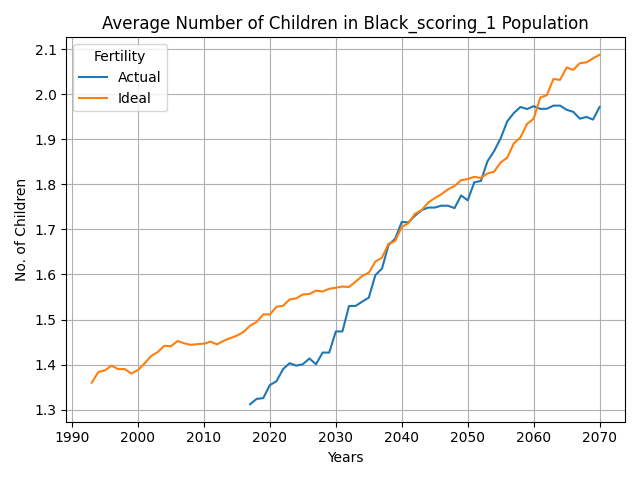 Average Number of Children in Black_scoring_1 Population
Fertility
Actual
Ideal
2.1
2.0
1.9
1.8
1.7
1.6
1.5
1.4
1.3
No. of Children
1990 2000 2010 2020 2030 2040 2050 2060 2070
Years